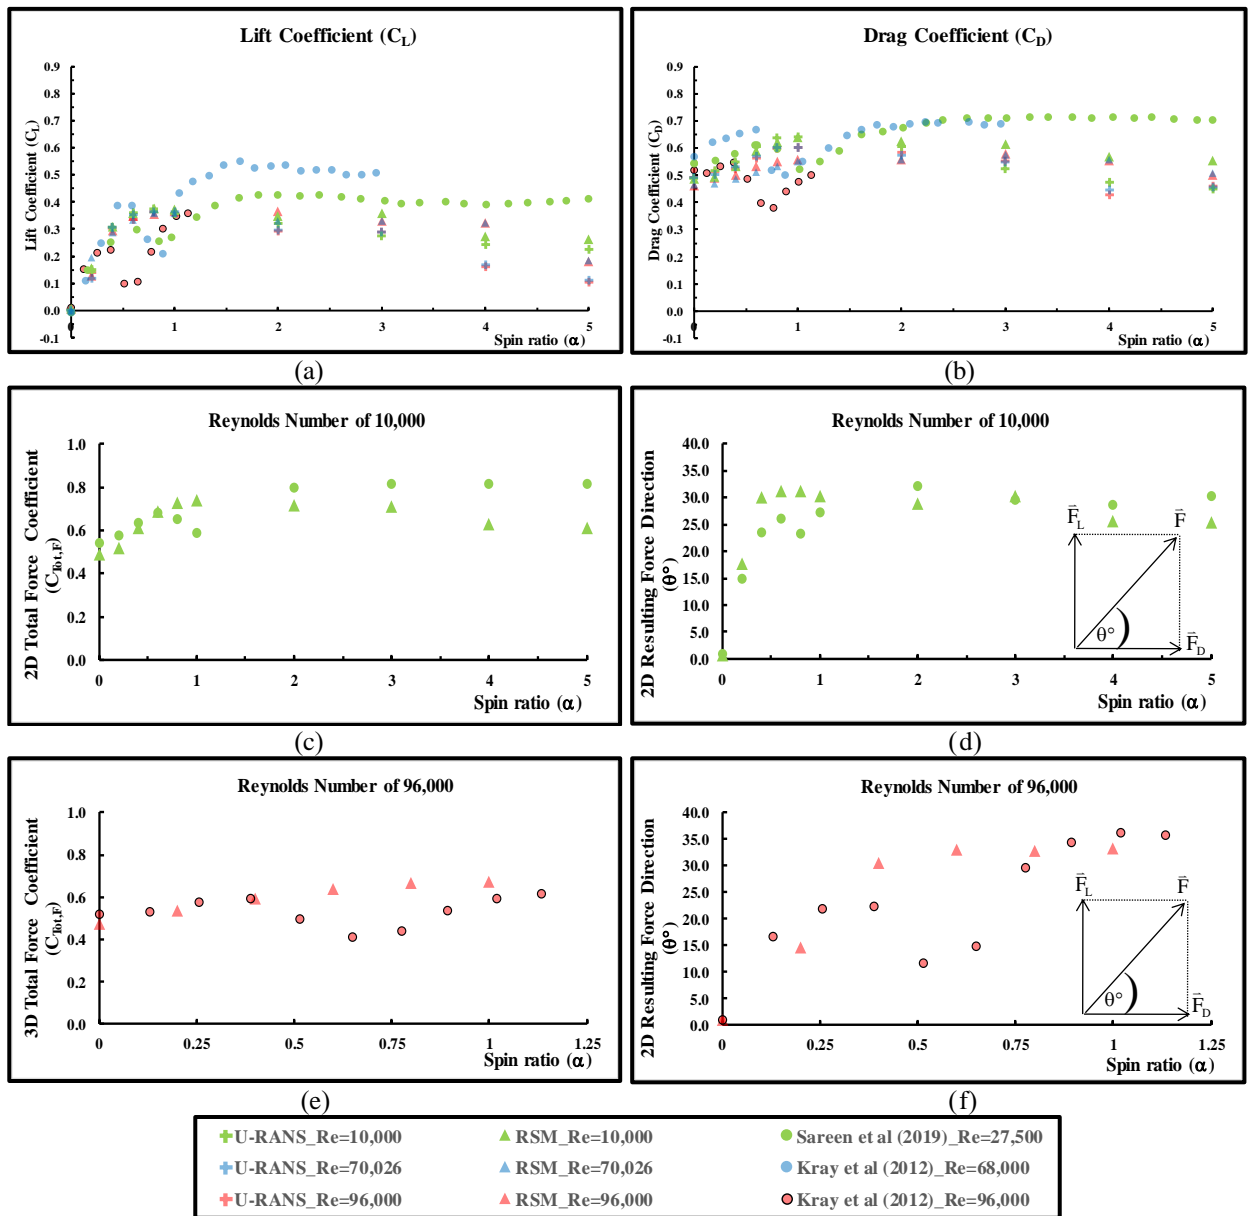 Lift Coefficient (CL)
0.9
0.8
0.7
0.6
0.5
0.4
0.3
0.2
0.1
0.0
-0.1
Lift Coefficient (CL)
0 1 2 3 4 5
Spin ratio (α)
(a)
Drag Coefficient (CD)
0.9
0.8
0.7
0.6
0.5
0.4
0.3
0.2
0.1
0.0
-0.1
Drag Coefficient (CD)
0 1 2 3 4 5
Spin ratio (α)
(b)
Reynolds Number of 10,000
1.0
0.8
0.6
0.4
0.2
0.0
2D Total Force Coefficient
(CTot,F)
0 1 2 3 4 5
Spin ratio (α)
(c)
Reynolds Number of 10,000
40.0
35.0
30.0
25.0
20.0
15.0
10.0
5.0
0.0
2D Resulting Force Direction
(θ°)
FL
F
θ°
FD
0 1 2 3 4 5
Spin ratio (α)
(d)
Reynolds Number of 96,000
1.0
0.8
0.6
0.4
0.2
0.0
3D Total Force Coefficient
(CTot,F)
0 0.25 0.5 0.75 1 1.25
Spin ratio (α)
(e)
Reynolds Number of 96,000
40.0
35.0
30.0
25.0
20.0
15.0
10.0
5.0
0.0
2D Resulting Force Direction
(θ°)
FL
F
θ°
FD
0 0.25 0.5 0.75 1 1.25
Spin ratio (α)
(f)
U-RANS_Re=10,000 RSM_Re=10,000 Sareen et al (2019)_Re=27,500
U-RANS_Re=70,026 RSM_Re=70,026 Kray et al (2012)_Re=68,000
U-RANS_Re=96,000 RSM_Re=96,000 Kray et al (2012)_Re=96,000